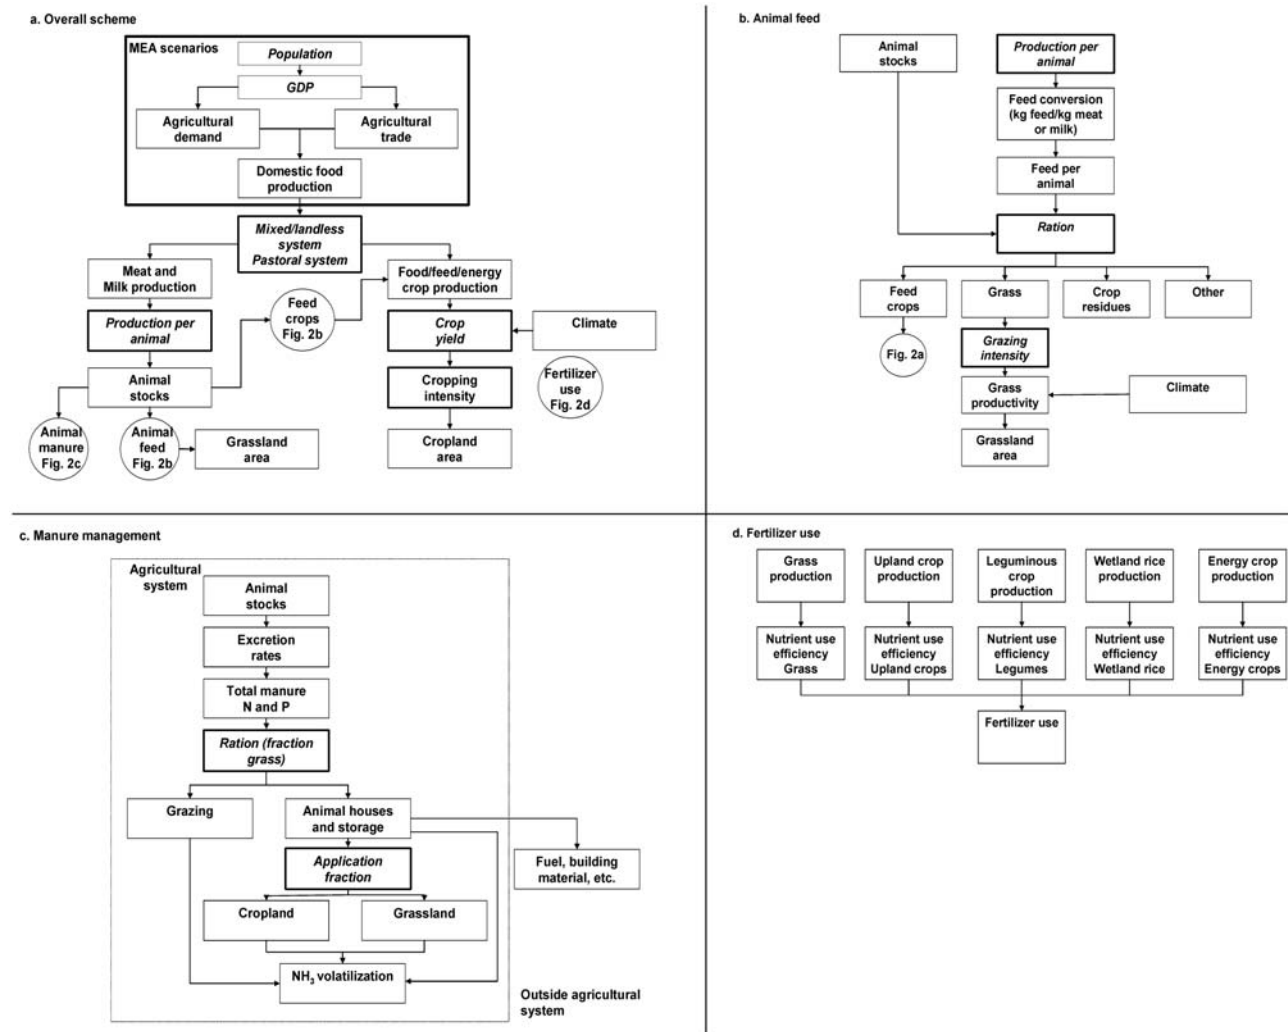 a. Overall scheme
MEA scenarios
Population
GDP
Agricultural
demand
Agricultural
trade
Domestic food
production
Mixed/landless
system
Pastoral system
Meat and
Milk production
Food/feed/energy
crop production
Feed
crops
Fig. 2b
Production per
animal
Crop
yield
Climate
Animal
stocks
Cropping
intensity
Fertilizer
use
Fig. 2d
Animal
manure
Fig. 2c
Animal
feed
Fig. 2b
Grassland
area
Cropland
area
b. Animal feed
Animal
stocks
Production per
animal
Feed conversion
(kg feed/kg meat
or milk)
Feed per
animal
Ration
Feed
crops
Grass
Crop
residues
Other
Fig. 2a
Grazing
intensity
Grass
productivity
Climate
Grassland
area
c. Manure management
Agricultural
system
Animal
stocks
Excretion
rates
Total manure
N and P
Ration (fraction
grass)
Grazing
Animal houses
and storage
Application
fraction
Fuel, building
material, etc.
Cropland
Grassland
NH3 volatilization
Outside agricultural
system
d. Fertilizer use
Grass
production
Upland crop
production
Leguminous
crop
production
Wetland rice
production
Energy crop
production
Nutrient use
efficiency
Grass
Nutrient use
efficiency
Upland crops
Nutrient use
efficiency
Legumes
Nutrient use
efficiency
Wetland rice
Nutrient use
efficiency
Energy crops
Fertilizer use